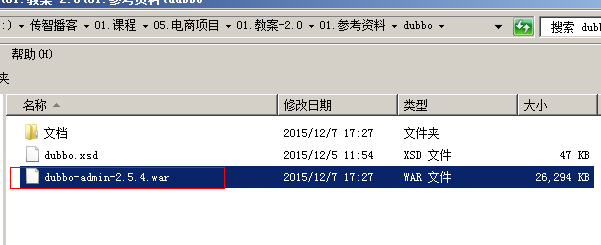 :) ▸ 传智播客 ▸ 01.课程 ▸ 05.电商项目 ▸ 01.教案-2.0 ▸ 01.参考资料 ▸ dubbo ▸ 搜索 dubb
帮助(H)
夹
名称 修改日期 类型 大小
文档 2015/12/7 17:27 文件夹
dubbo.xsd 2015/12/5 11:54 XSD 文件 47 KB
dubbo-admin-2.5.4.war 2015/12/7 17:27 WAR 文件 26,294 KB